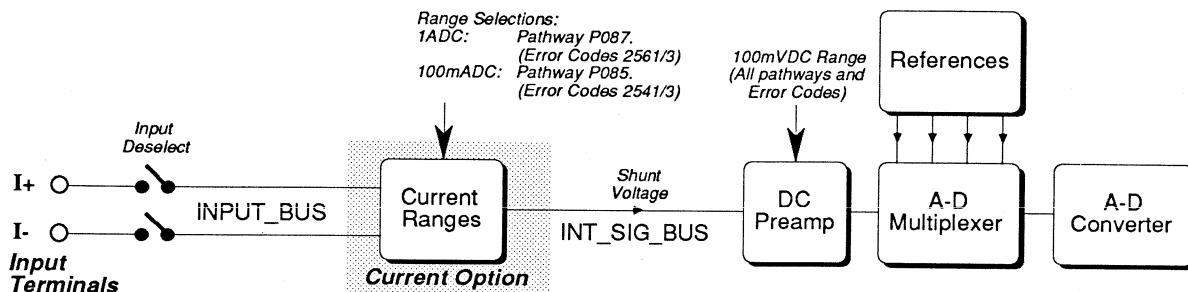 Range Selections:
1ADC: Pathway P087.
(Error Codes 2561/3)
100mADC: Pathway P085.
(Error Codes 2541/3)
100mVDC Range
(All pathways and
Error Codes)
References
Input
Deselect
I+
I-
INPUT_BUS
Input
Terminals
Current
Ranges
Current Option
Shunt
Voltage
INT_SIG_BUS
DC
Preamp
A-D
Multiplexer
A-D
Converter